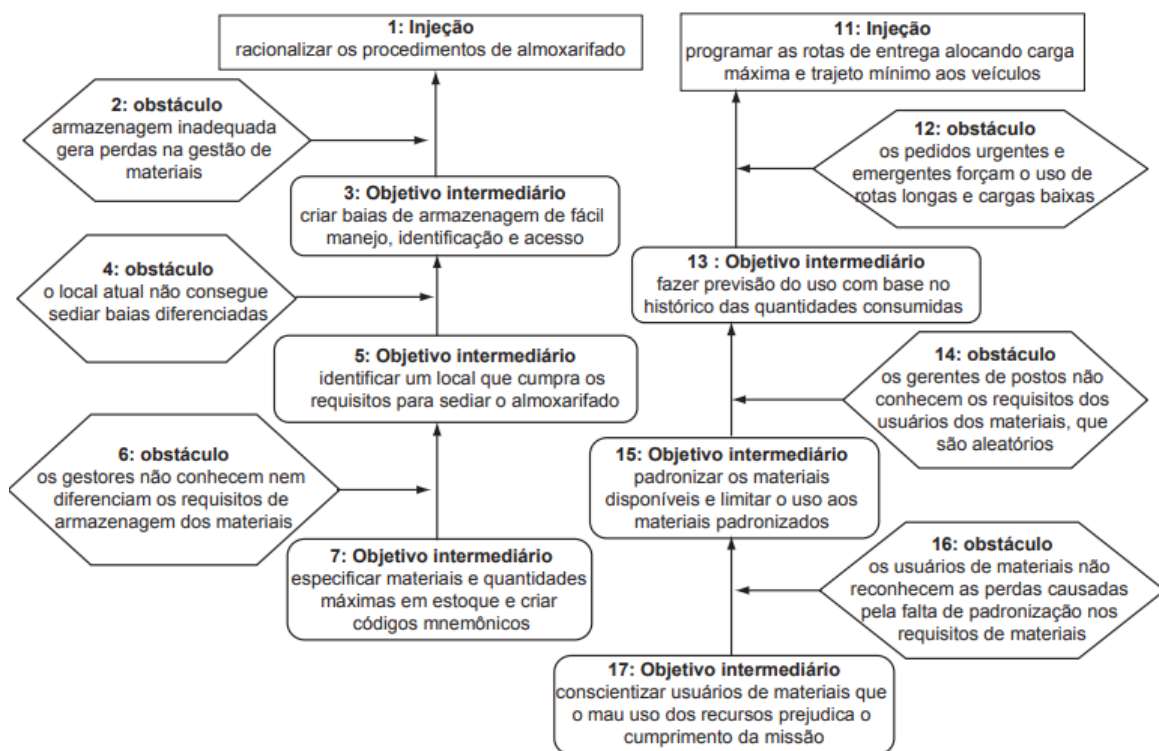 1: Injeção
racionalizar os procedimentos de almoxarifado
2: obstáculo
armazenagem inadequada
gera perdas na gestão de
materiais
3: Objetivo intermediário
criar baias de armazenagem de fácil
manejo, identificação e acesso
4: obstáculo
o local atual não consegue
sediar baias diferenciadas
5: Objetivo intermediário
identificar um local que cumpra os
requisitos para sediar o almoxarifado
6: obstáculo
os gestores não conhecem nem
diferenciam os requisitos de
armazenagem dos materiais
7: Objetivo intermediário
especificar materiais e quantidades
máximas em estoque e criar
códigos mnemônicos
11: Injeção
programar as rotas de entrega alocando carga
máxima e trajeto mínimo aos veículos
12: obstáculo
os pedidos urgentes e
emergentes forçam o uso de
rotas longas e cargas baixas
13 : Objetivo intermediário
fazer previsão do uso com base no
histórico das quantidades consumidas
14: obstáculo
os gerentes de postos não
conhecem os requisitos dos
usuários dos materiais, que
são aleatórios
15: Objetivo intermediário
padronizar os materiais
disponíveis e limitar o uso aos
materiais padronizados
16: obstáculo
os usuários de materiais não
reconhecem as perdas causadas
pela falta de padronização nos
requisitos de materiais
17: Objetivo intermediário
conscientizar usuários de materiais que
o mau uso dos recursos prejudica o
cumprimento da missão